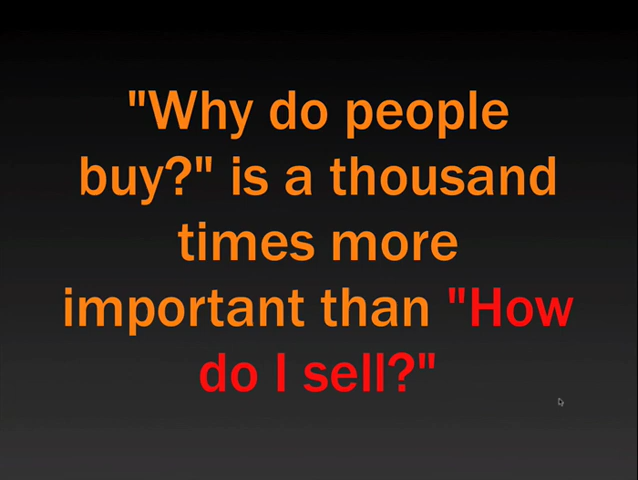 "Why do people
buy?" is a thousand
times more
important than "How
do I sell?"